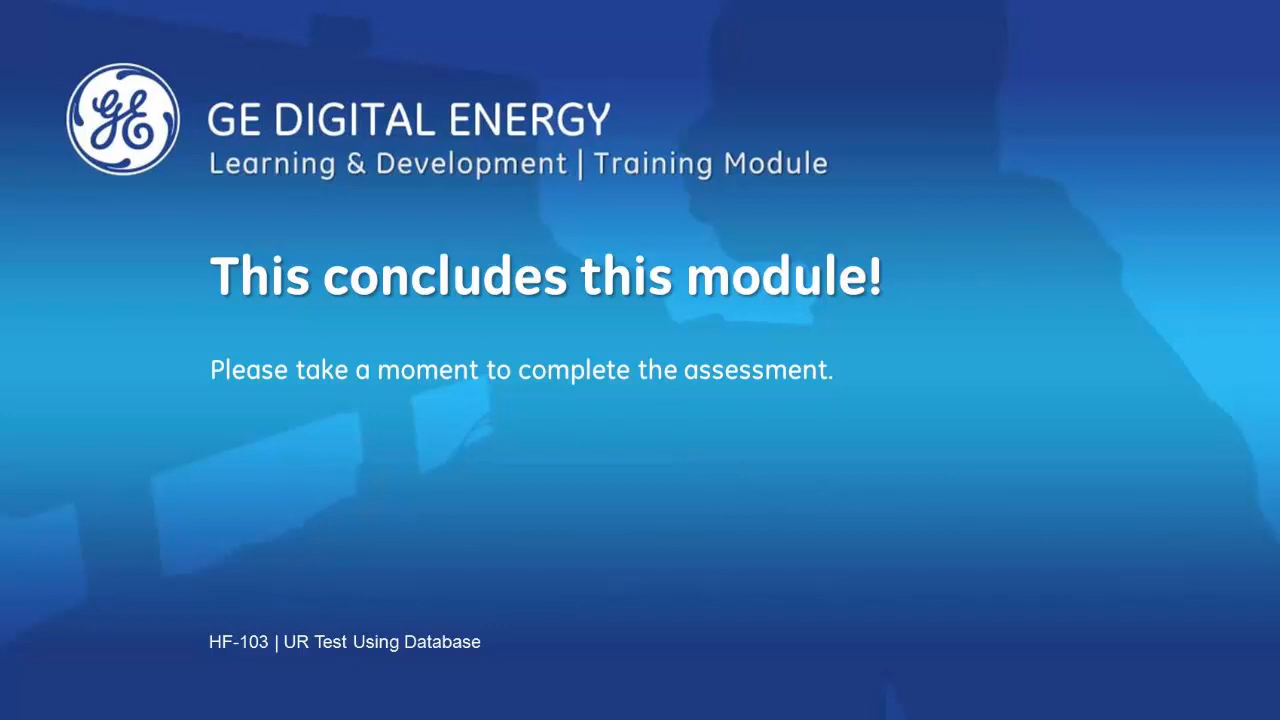 GE
GE DIGITAL ENERGY
Learning & Development | Training Module
This concludes this module!
Please take a moment to complete the assessment.
HF-103 | UR Test Using Database